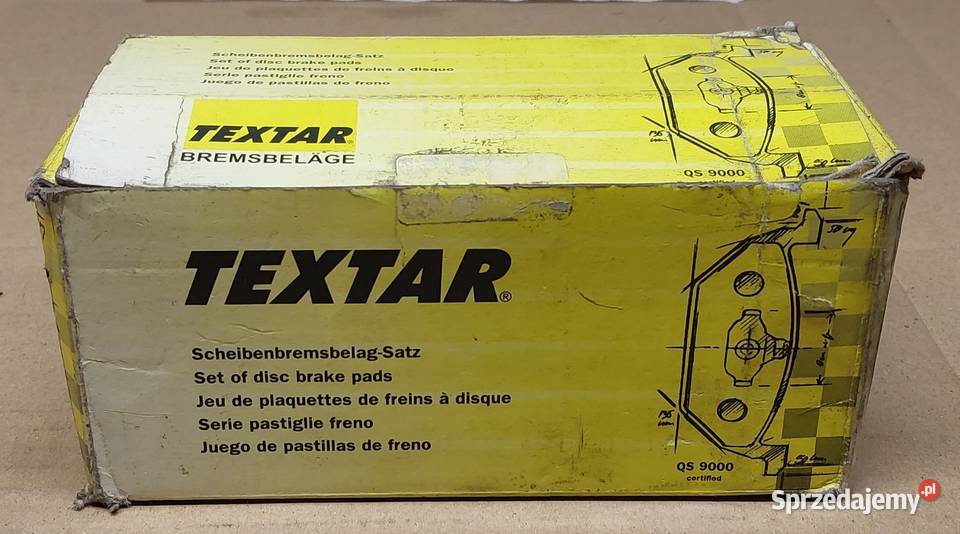 Scheibenbremsbelag-Satz
Set of disc brake pads
Jeu de plaquettes de freins à disque
Serie pastiglie freno
Juego de pastillas de freno
TEXTAR
BREMSBELÄGE
QS 9000
TEXTAR®
Scheibenbremsbelag-Satz
Set of disc brake pads
Jeu de plaquettes de freins à disque
Serie pastiglie freno
Juego de pastillas de freno
QS 9000
certified
Sprzedajemy.pl